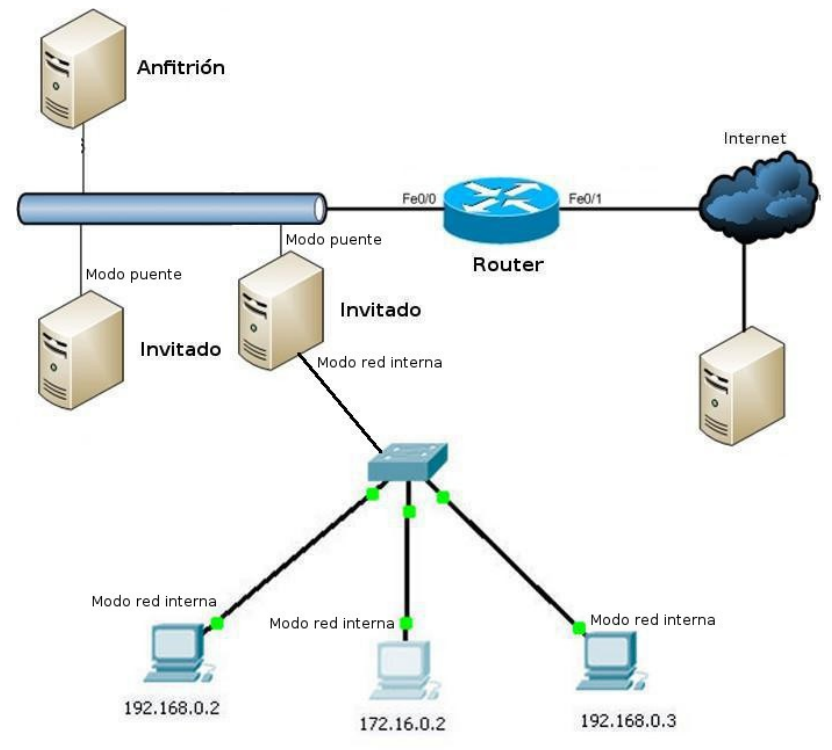 Anfitrión
Internet
Fe0/0
Fe0/1
Modo puente
Router
Modo puente
Invitado
Invitado
Modo red interna
Modo red interna
Modo red interna
Modo red interna
192.168.0.2
172.16.0.2
192.168.0.3